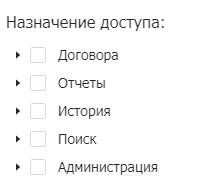 Назначение доступа:
Договора
Отчеты
История
Поиск
Администрация